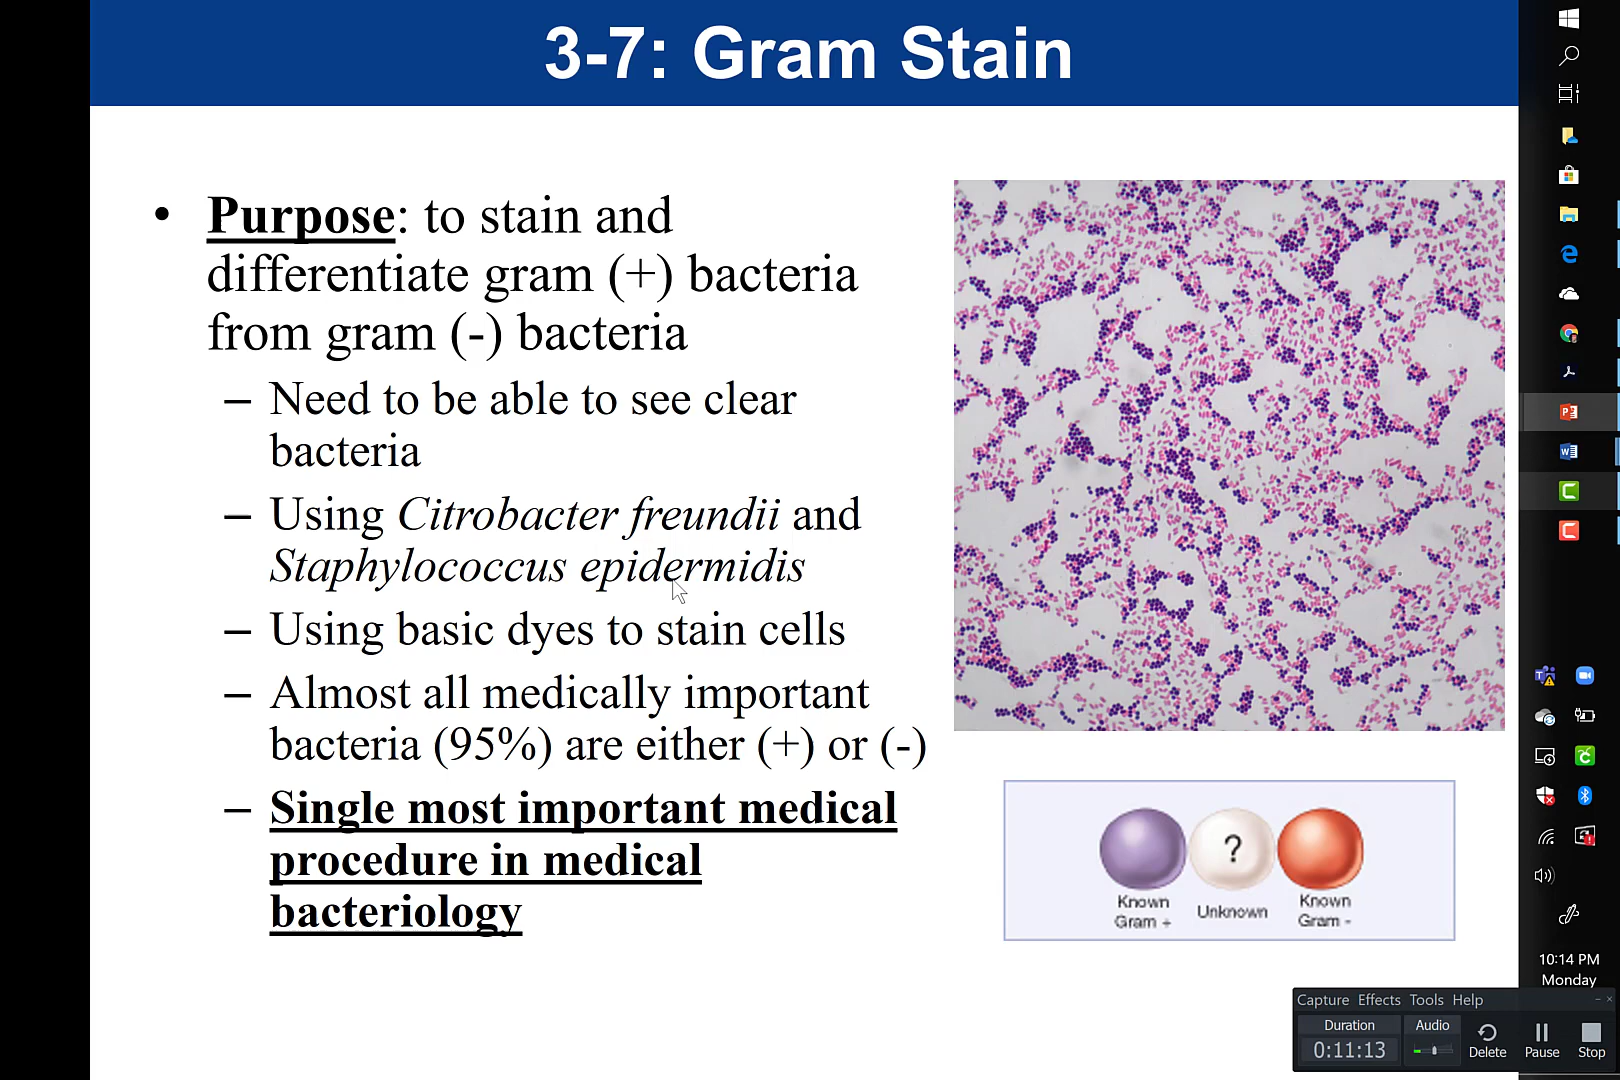 3-7: Gram Stain
• Purpose: to stain and
differentiate gram (+) bacteria
from gram (-) bacteria
– Need to be able to see clear
bacteria
– Using Citrobacter freundii and
Staphylococcus epidermidis
– Using basic dyes to stain cells
– Almost all medically important
bacteria (95%) are either (+) or (-)
– Single most important medical
procedure in medical
bacteriology
?
Known
Gram +
Unknown
Known
Gram -
10:14 PM
Monday
Capture Effects Tools Help
Duration
0:11:13
Audio
Delete
Pause
Stop